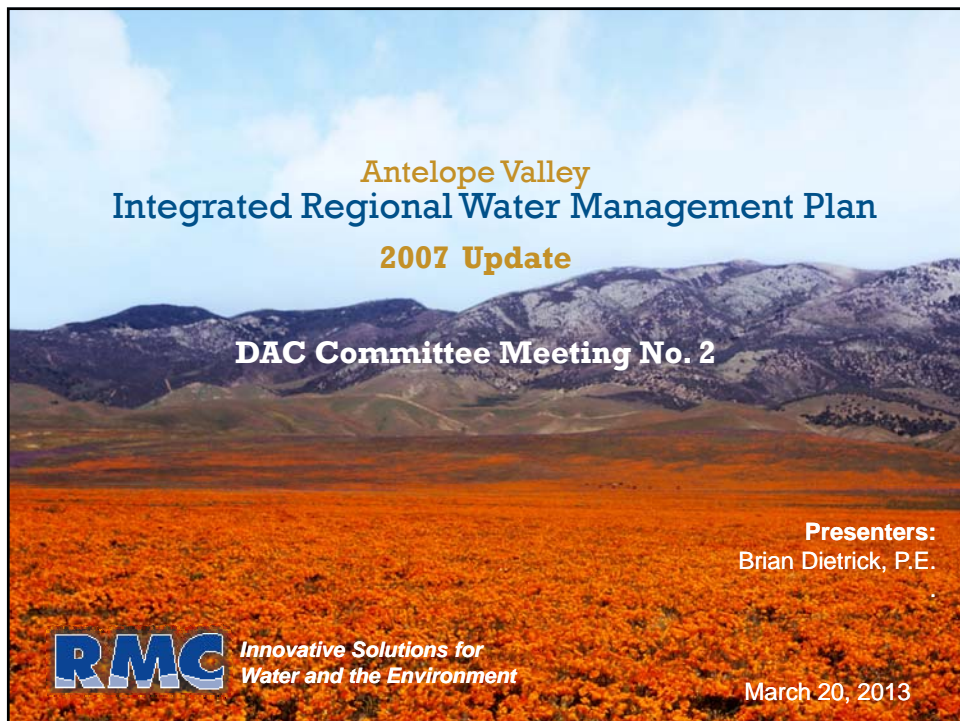 Antelope Valley
Integrated Regional Water Management Plan
2007 Update
DAC Committee Meeting No. 2
Presenters:
Brian Dietrick, P.E.
.
RMC
Innovative Solutions for
Water and the Environment
March 20, 2013